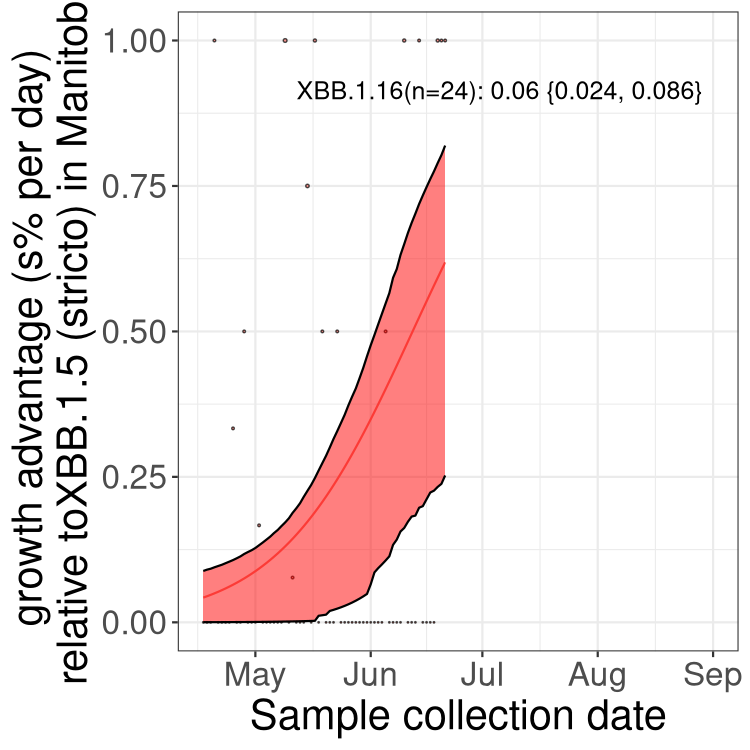 growth advantage (s% per day)
relative toXBB.1.5 (stricto) in Manitob
1.00
0.75
0.50
0.25
0.00
XBB.1.16(n=24): 0.06 {0.024, 0.086}
May Jun Jul Aug Sep
Sample collection date